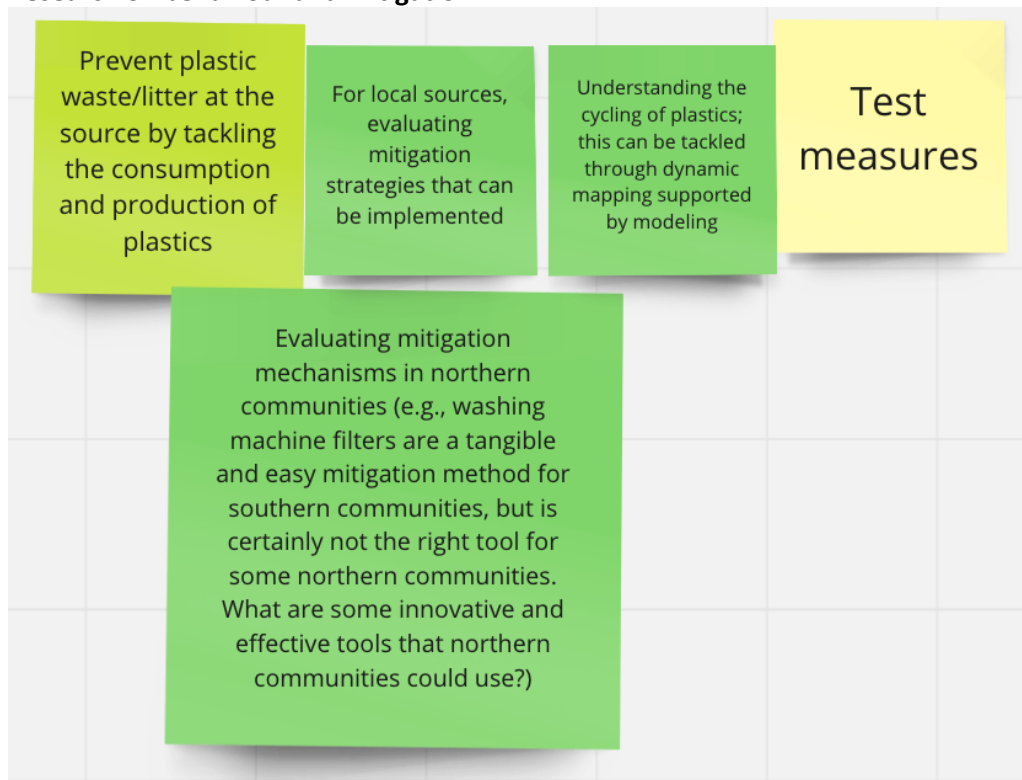 Prevent plastic
waste/litter at the
source by tackling
the consumption
and production of
plastics
For local sources,
evaluating
mitigation
strategies that can
be implemented
Understanding the
cycling of plastics;
this can be tackled
through dynamic
mapping supported
by modeling
Test
measures
Evaluating mitigation
mechanisms in northern
communities (e.g., washing
machine filters are a tangible
and easy mitigation method for
southern communities, but is
certainly not the right tool for
some northern communities.
What are some innovative and
effective tools that northern
communities could use?)